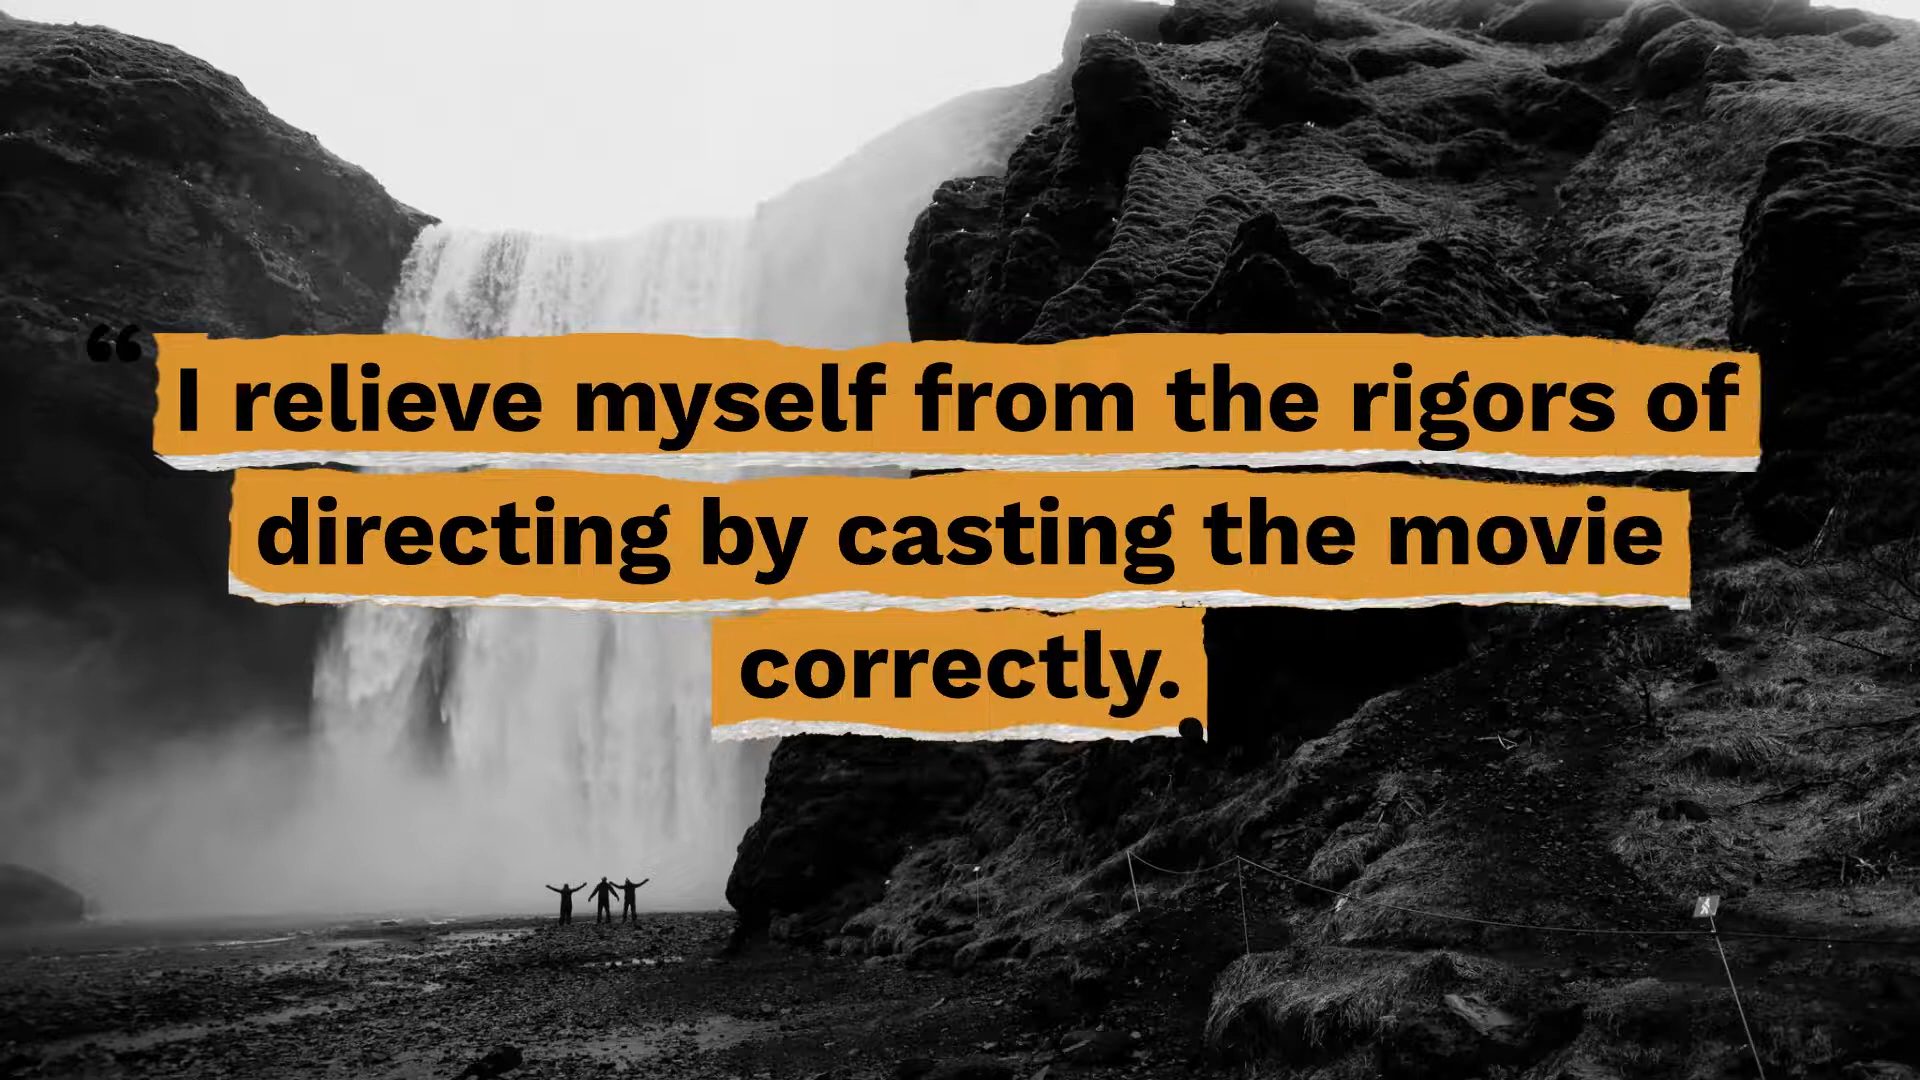 “I relieve myself from the rigors of
directing by casting the movie
correctly.